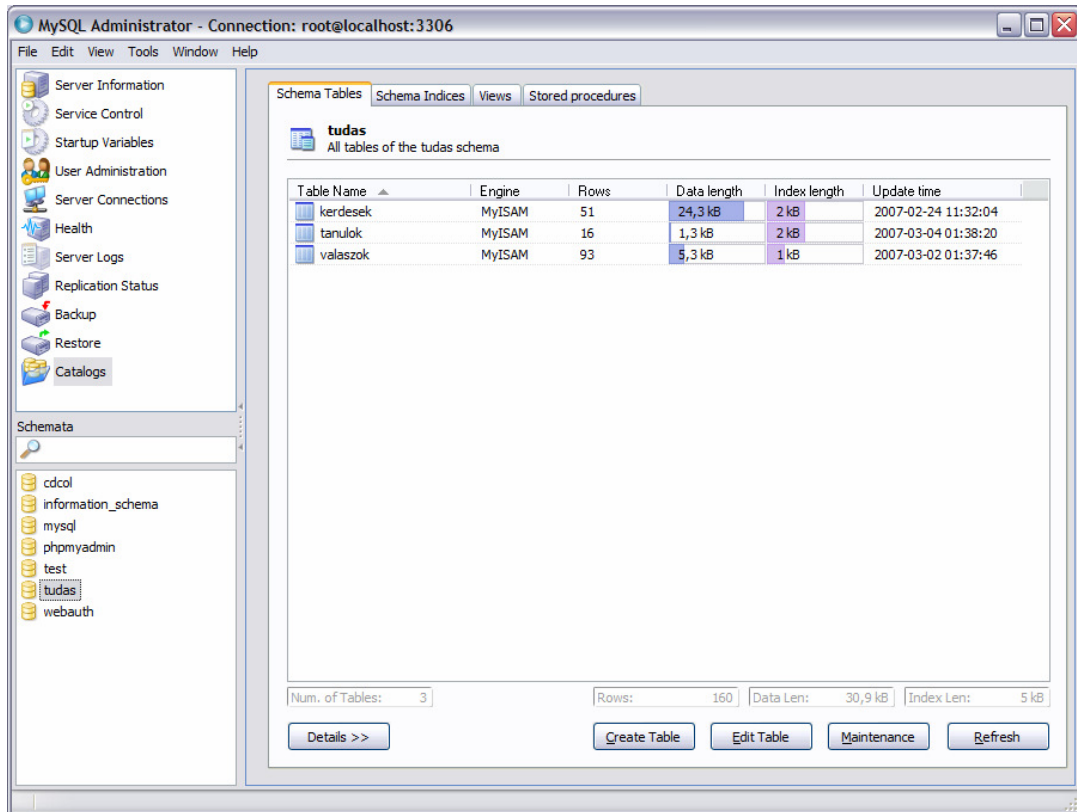 MySQL Administrator - Connection: root@localhost:3306
File Edit View Tools Window Help
Server Information
Service Control
Startup Variables
User Administration
Server Connections
Health
Server Logs
Replication Status
Backup
Restore
Catalogs
Schemata
cdcol
information_schema
mysql
phpmyadmin
test
tudas
webauth
Schema Tables Schema Indices Views Stored procedures
tudas
All tables of the tudas schema
Table Name Engine Rows Data length Index length Update time
kerdesek MyISAM 51 24,3 kB 2 kB 2007-02-24 11:32:04
tanulok MyISAM 16 1,3 kB 2 kB 2007-03-04 01:38:20
valaszok MyISAM 93 5,3 kB 1 kB 2007-03-02 01:37:46
Num. of Tables: 3 Rows: 160 Data Len: 30,9 kB Index Len: 5 kB
Details >> Create Table Edit Table Maintenance Refresh